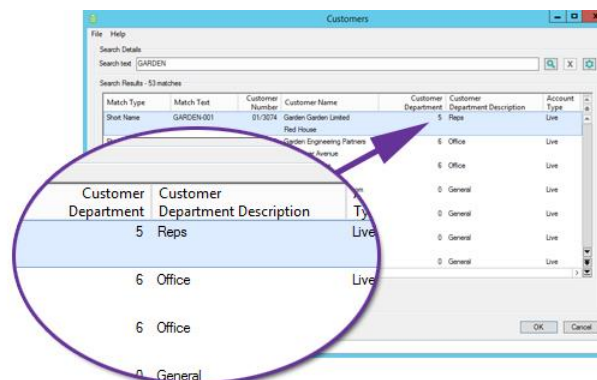 Customers
File Help
Search Details
Search text GARDEN
X
Search Results - 53 matches
Match Type Match Text Customer Number Customer Name Customer Department Customer Department Description Account Type
Short Name GARDEN-001 01/3074 Garden Garden Limited 5 Reps Live
Red House
Garden Engineering Partners 6 Office Live
Avenue
6 Office Live
0 General Live
0 General Live
0 General Live
OK Cancel
Customer Customer
Department Department Description Ty
5 Reps Live
6 Office Live
6 Office
0 General